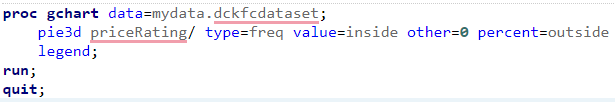 proc gchart data=mydata.dckfcdataset;
pie3d priceRating/ type=freq value=inside other=0 percent=outside
legend;
run;
quit;